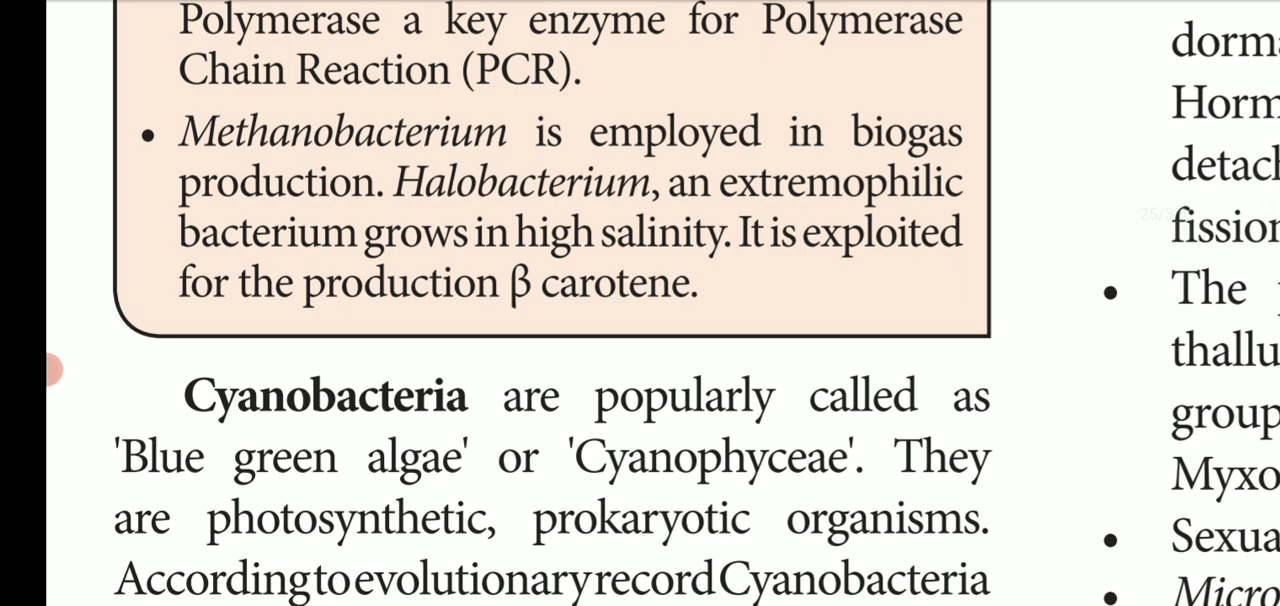 Polymerase a key enzyme for Polymerase
Chain Reaction (PCR).
• Methanobacterium is employed in biogas
production. Halobacterium, an extremophilic
bacterium grows in high salinity. It is exploited
for the production β carotene.
Cyanobacteria are popularly called as
'Blue green algae' or 'Cyanophyceae'. They
are photosynthetic, prokaryotic organisms.
According to evolutionary record Cyanobacteria
dorma
Horm
detach
fission
• The
thallu
group
Myxo
• Sexua
• Micro